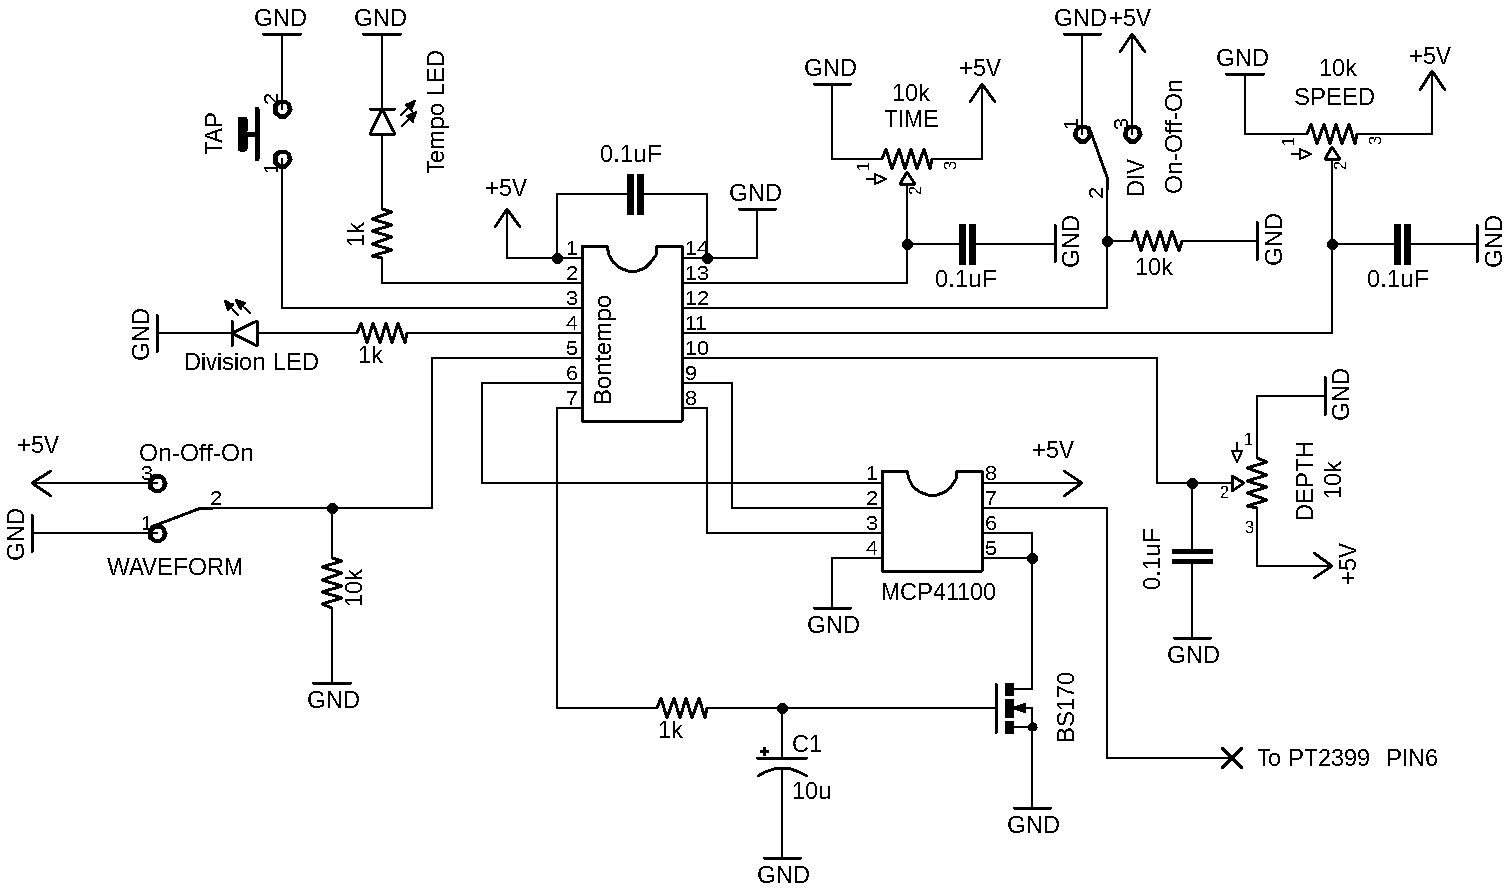 GND
GND
TAP
2
1
Tempo LED
1k
GND
Division LED
1k
+5V
0.1uF
GND
Bontempo
1
2
3
4
5
6
7
14
13
12
11
10
9
8
GND
10k
TIME
+5V
1
2
3
0.1uF
GND
GND
+5V
1
3
2
DIV
On-Off-On
10k
GND
GND
10k
SPEED
+5V
1
2
3
0.1uF
GND
+5V
On-Off-On
3
2
1
GND
WAVEFORM
10k
GND
1
2
3
4
8
7
6
5
+5V
MCP41100
GND
GND
1
2
3
DEPTH
10k
+5V
0.1uF
GND
1k
C1
+
10u
GND
BS170
GND
To PT2399 PIN6